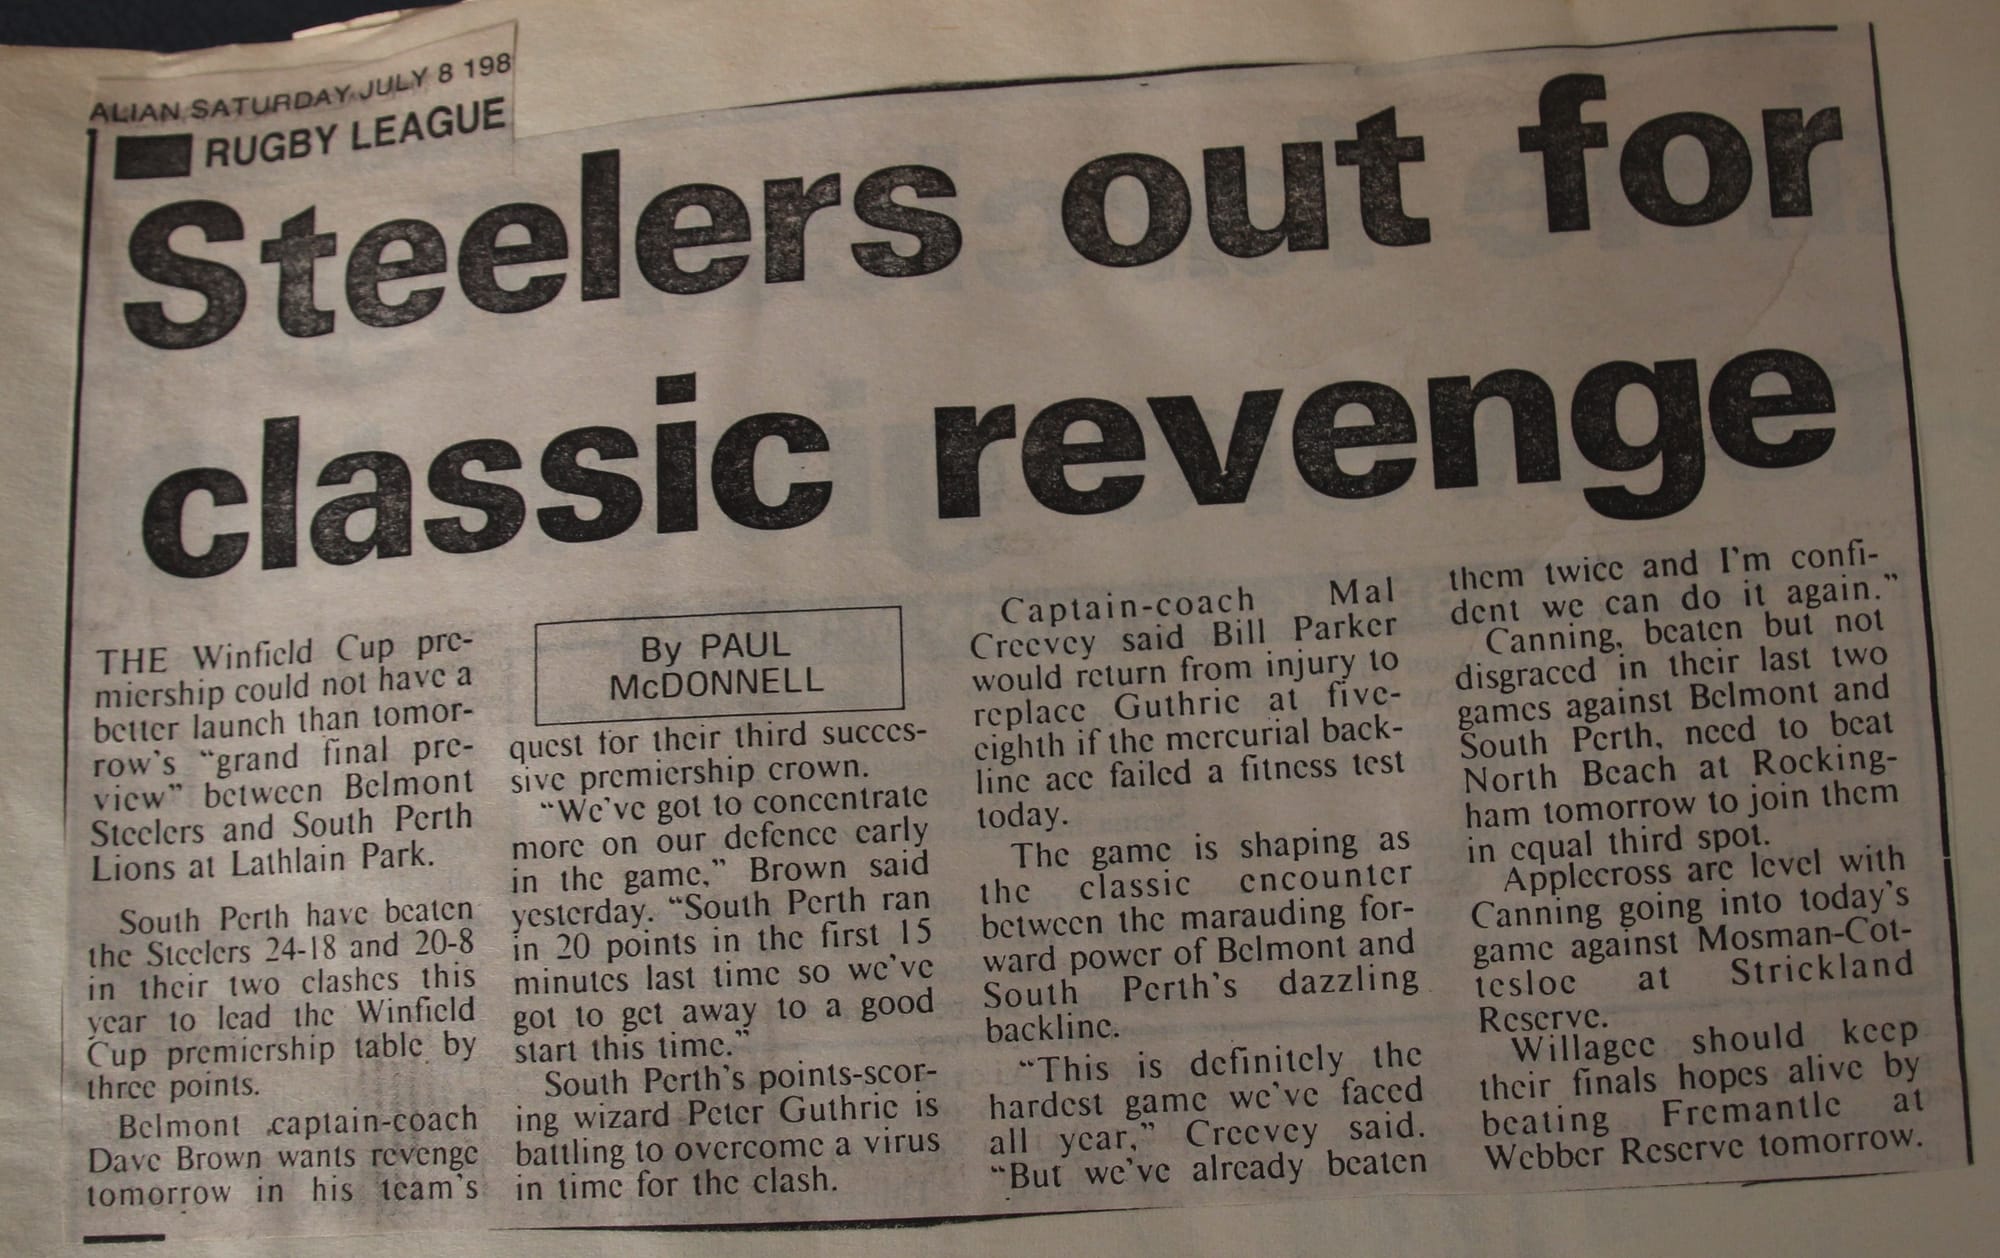 ALIAN SATURDAY JULY 8 198
RUGBY LEAGUE
Steelers out for
classic revenge
THE Winfield Cup pre-
miership could not have a
better launch than tomor-
row's “grand final pre-
view” between Belmont
Steelers and South Perth
Lions at Lathlain Park.
South Perth have beaten
the Steelers 24-18 and 20-8
in their two clashes this
year to lead the Winfield
Cup premiership table by
three points.
Belmont captain-coach
Dave Brown wants revenge
tomorrow in his team's
By PAUL
McDONNELL
quest for their third succes-
sive premiership crown.
“We've got to concentrate
more on our defence early
in the game,” Brown said
yesterday. “South Perth ran
in 20 points in the first 15
minutes last time so we've
got to get away to a good
start this time.”
South Perth's points-scor-
ing wizard Peter Guthrie is
battling to overcome a virus
in time for the clash.
Captain-coach Mal
Creevey said Bill Parker
would return from injury to
replace Guthrie at five-
eighth if the mercurial back-
line ace failed a fitness test
today.
The game is shaping as
the classic encounter
between the marauding for-
ward power of Belmont and
South Perth's dazzling
backline.
“This is definitely the
hardest game we've faced
all year,” Creevey said.
“But we've already beaten
them twice and I'm confi-
dent we can do it again.”
Canning, beaten but not
disgraced in their last two
games against Belmont and
South Perth, need to beat
North Beach at Rocking-
ham tomorrow to join them
in equal third spot.
Applecross are level with
Canning going into today's
game against Mosman-Cot-
tesloe at Strickland
Reserve.
Willagee should keep
their finals hopes alive by
beating Fremantle at
Webber Reserve tomorrow.